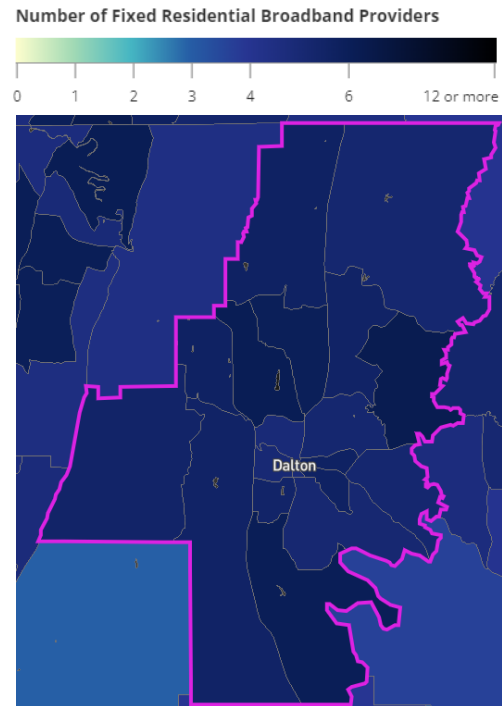 Number of Fixed Residential Broadband Providers
0 1 2 3 4 6 12 or more
Dalton